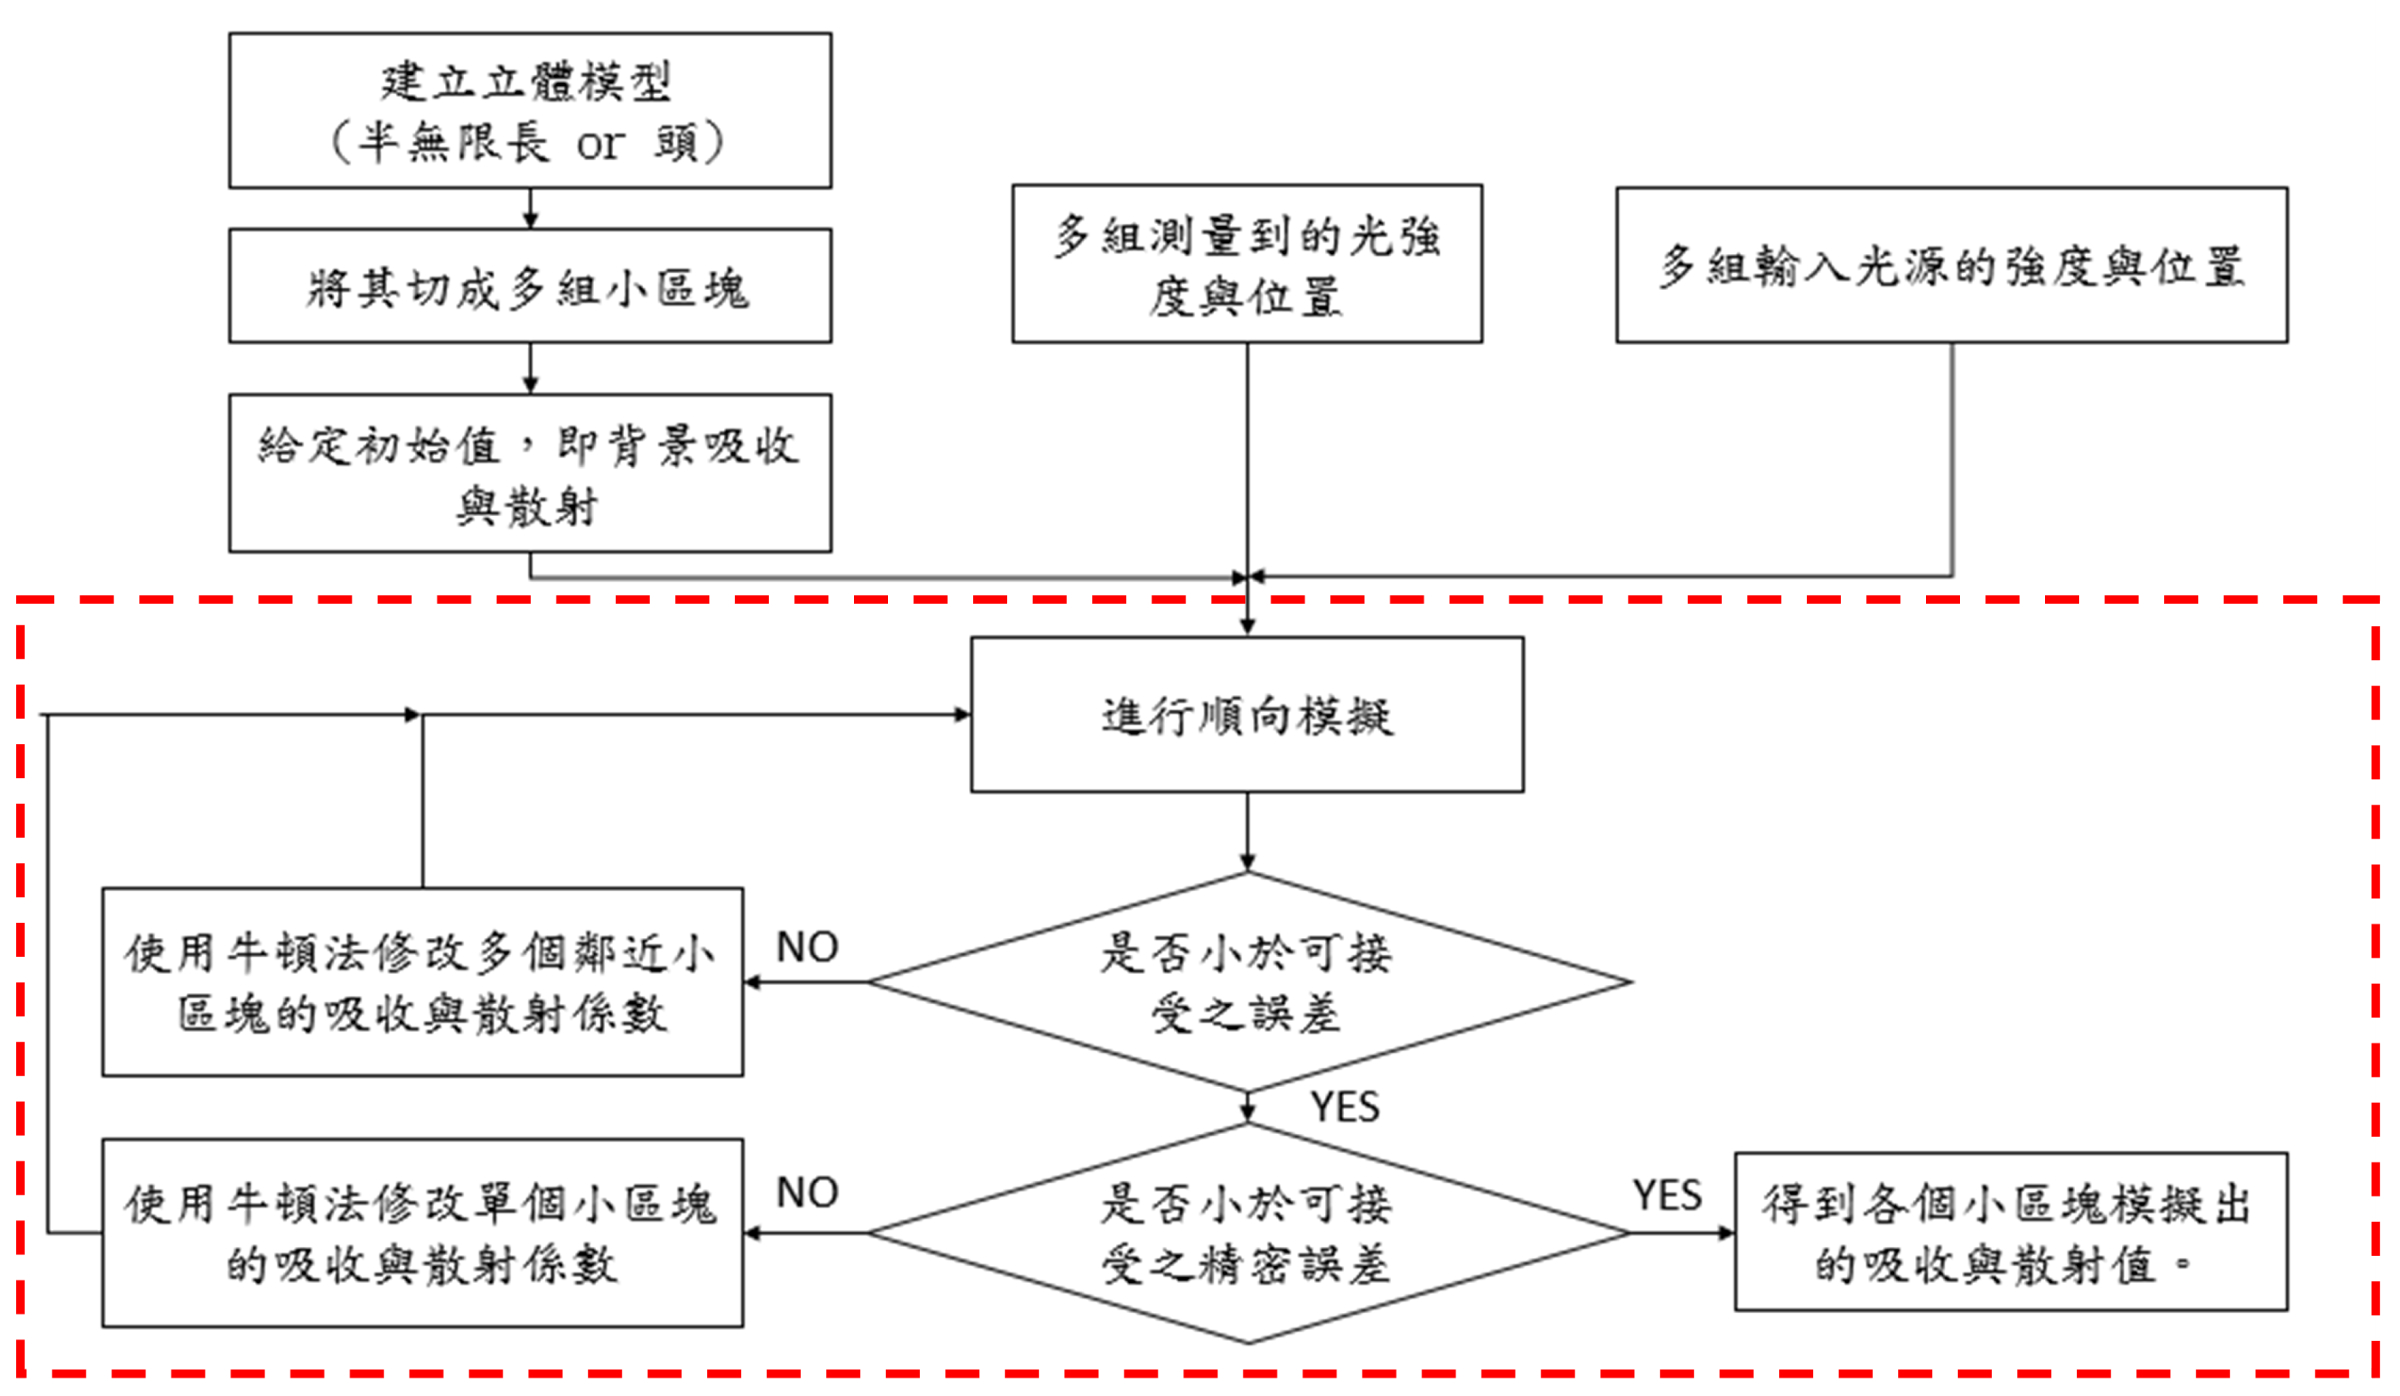 建立立體模型
（半無限長 or 頭）
將其切成多組小區塊
給定初始值，即背景吸收
與散射
多組測量到的光強
度與位置
多組輸入光源的強度與位置
進行順向模擬
是否小於可接
受之誤差
NO
使用牛頓法修改多個鄰近小
區塊的吸收與散射係數
YES
是否小於可接
受之精密誤差
NO
使用牛頓法修改單個小區塊
的吸收與散射係數
YES
得到各個小區塊模擬出
的吸收與散射值。